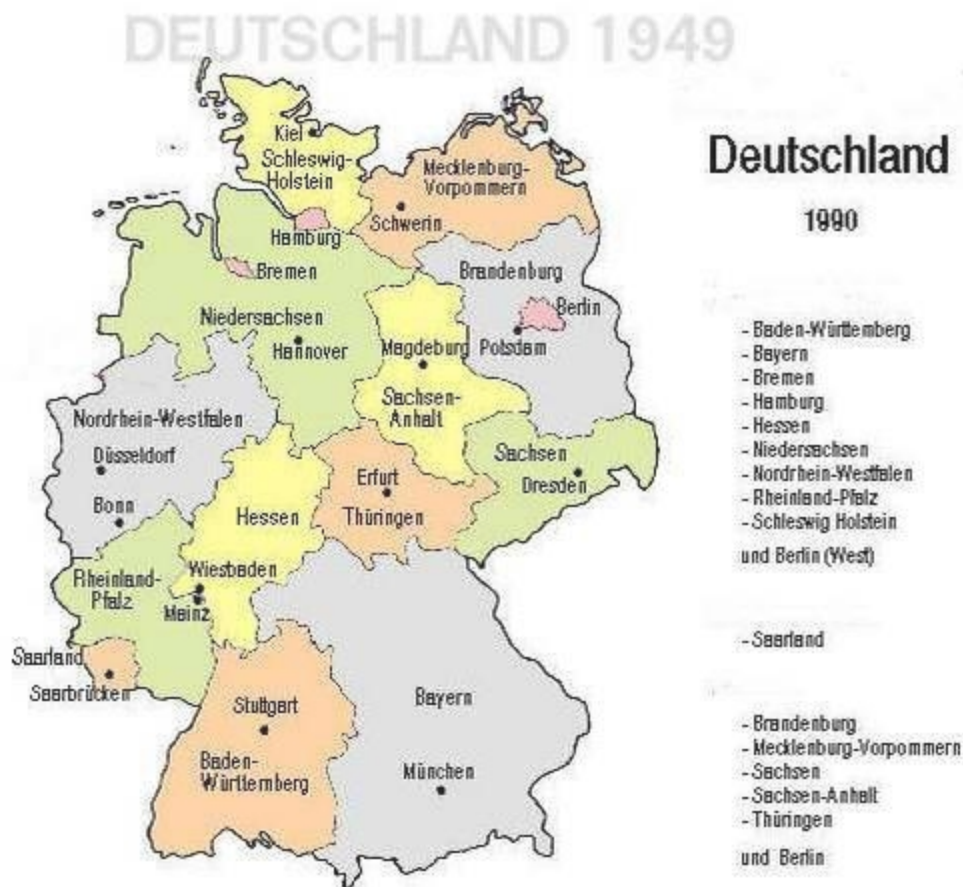 DEUTSCHLAND 1949
Kiel
Schleswig-
Holstein
Mecklenburg-
Vorpommern
Schwerin
Hamburg
Bremen
Brandenburg
Berlin
Potsdam
Niedersachsen
Hannover
Magdeburg
Sachsen-
Anhalt
Nordrhein-Westfalen
Düsseldorf
Bonn
Sachsen
Dresden
Erfurt
Thüringen
Hessen
Wiesbaden
Rheinland-
Pfalz
Mainz
Saarland
Saarbrücken
Stuttgart
Baden-
Württemberg
Bayern
München
Deutschland
1990
- Baden-Württemberg
- Bayern
- Bremen
- Hamburg
- Hessen
- Niedersachsen
- Nordrhein-Westfalen
- Rheinland-Pfalz
- Schleswig Holstein
und Berlin (West)
- Saarland
- Brandenburg
- Mecklenburg-Vorpommern
- Sachsen
- Sachsen-Anhalt
- Thüringen
und Berlin